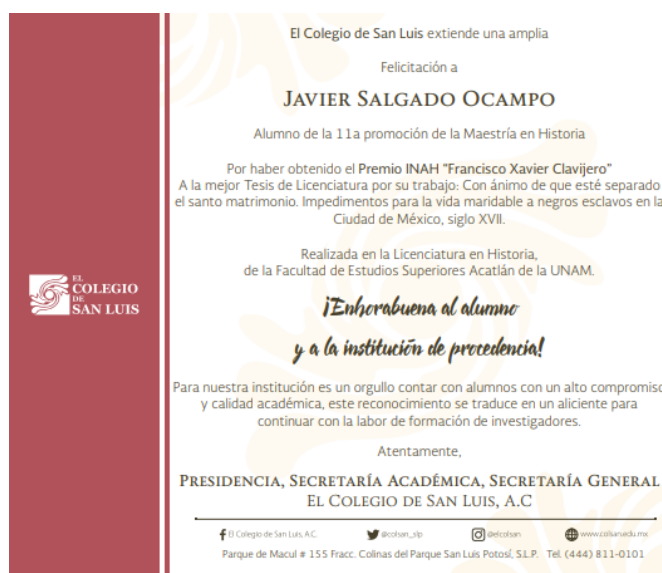 El Colegio de San Luis extiende una amplia
Felicitación a
JAVIER SALGADO OCAMPO
Alumno de la 11a promoción de la Maestría en Historia
Por haber obtenido el Premio INAH "Francisco Xavier Clavijero"
A la mejor Tesis de Licenciatura por su trabajo: Con ánimo de que esté separado
el santo matrimonio. Impedimentos para la vida maridable a negros esclavos en la
Ciudad de México, siglo XVII.
Realizada en la Licenciatura en Historia,
de la Facultad de Estudios Superiores Acatlán de la UNAM.
EL
COLEGIO
DE
SAN LUIS
¡Enhorabuena al alumno
y a la institución de procedencia!
Para nuestra institución es un orgullo contar con alumnos con un alto compromiso
y calidad académica, este reconocimiento se traduce en un aliciente para
continuar con la labor de formación de investigadores.
Atentamente,
PRESIDENCIA, SECRETARÍA ACADÉMICA, SECRETARÍA GENERAL
EL COLEGIO DE SAN LUIS, A.C
El Colegio de San Luis, A.C. @colsan_slp @elcolsan www.colsan.edu.mx
Parque de Macul # 155 Fracc. Colinas del Parque San Luis Potosí, S.L.P. Tel. (444) 811-0101